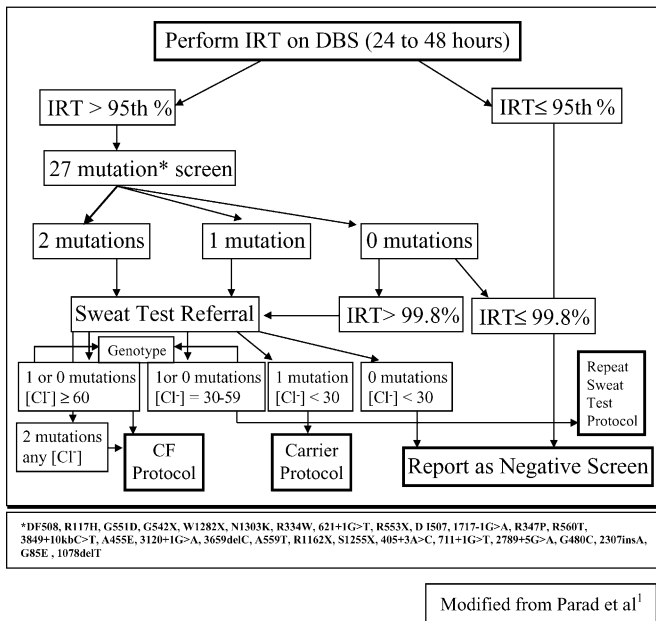 Perform IRT on DBS (24 to 48 hours)
IRT > 95th %
IRT≤ 95th %
27 mutation* screen
2 mutations
1 mutation
0 mutations
Sweat Test Referral
IRT> 99.8%
IRT≤ 99.8%
Genotype
1 or 0 mutations
[Cl-] ≥ 60
1or 0 mutations
[Cl-] = 30-59
1 mutation
[Cl-] < 30
0 mutations
[Cl-] < 30
Repeat
Sweat
Test
Protocol
2 mutations
any [Cl-]
CF
Protocol
Carrier
Protocol
Report as Negative Screen
*DF508, R117H, G551D, G542X, W1282X, N1303K, R334W, 621+1G>T, R553X, D I507, 1717-1G>A, R347P, R560T,
3849+10kbC>T, A455E, 3120+1G>A, 3659delC, A559T, R1162X, S1255X, 405+3A>C, 711+1G>T, 2789+5G>A, G480C, 2307insA,
G85E , 1078delT
Modified from Parad et al1